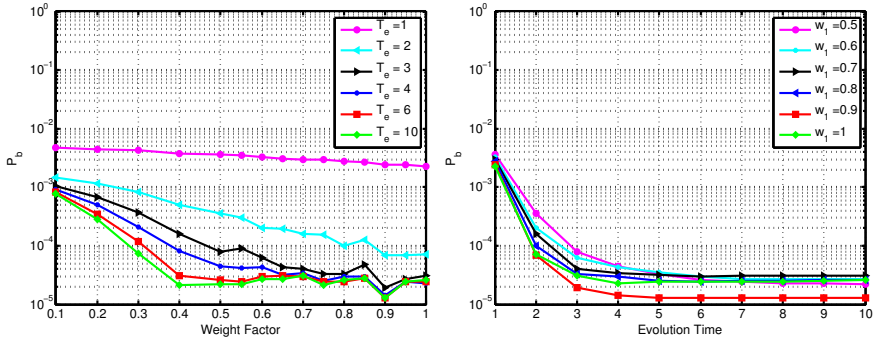 10^0
10^-1
10^-2
10^-3
10^-4
10^-5
P_b
0.1 0.2 0.3 0.4 0.5 0.6 0.7 0.8 0.9 1
Weight Factor
T_e =1
T_e = 2
T_e = 3
T_e = 4
T_e = 6
T_e = 10
10^0
10^-1
10^-2
10^-3
10^-4
10^-5
P_b
1 2 3 4 5 6 7 8 9 10
Evolution Time
w_1 =0.5
w_1 =0.6
w_1 =0.7
w_1 =0.8
w_1 =0.9
w_1 =1